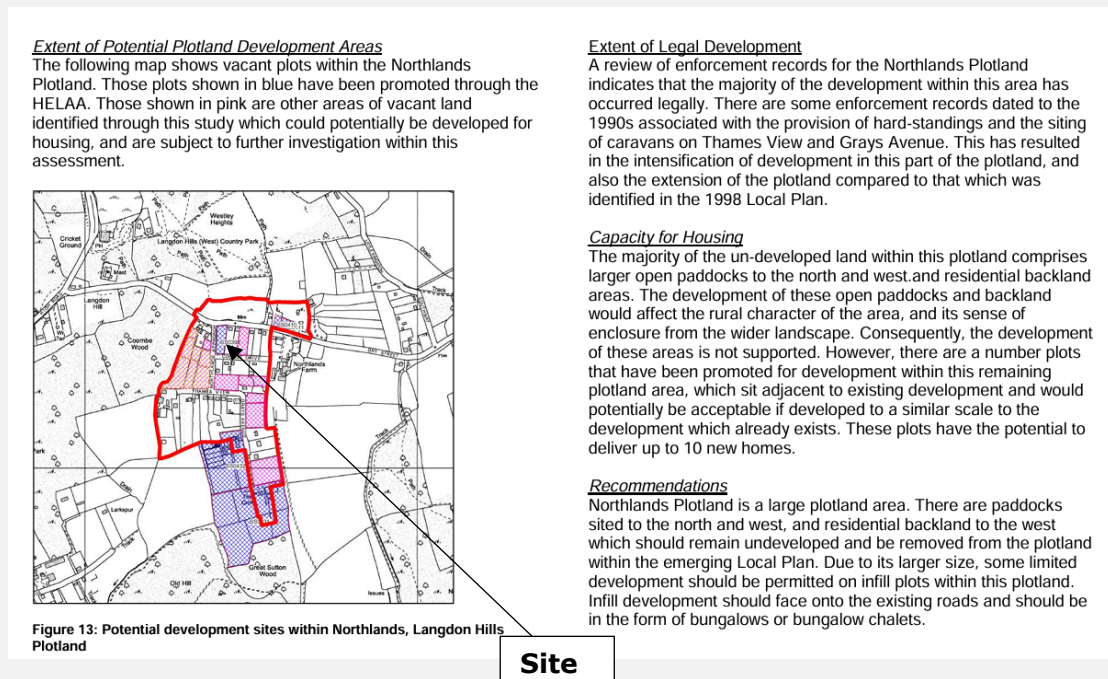 Extent of Potential Plotland Development Areas
The following map shows vacant plots within the Northlands
Plotland. Those plots shown in blue have been promoted through the
HELAA. Those shown in pink are other areas of vacant land
identified through this study which could potentially be developed for
housing, and are subject to further investigation within this
assessment.
Westley
Heights
Cricket
Ground
PH
Langdon Hills (West) Country Park
Mast
Path
Path
Path
Track
Langdon
Hill
Coombe
Wood
Northlands
Farm
Track
Drain
Larkspur
Track
Great Sutton
Wood
Old Hill
Issues
Figure 13: Potential development sites within Northlands, Langdon Hills
Plotland
Extent of Legal Development
A review of enforcement records for the Northlands Plotland
indicates that the majority of the development within this area has
occurred legally. There are some enforcement records dated to the
1990s associated with the provision of hard-standings and the siting
of caravans on Thames View and Grays Avenue. This has resulted
in the intensification of development in this part of the plotland, and
also the extension of the plotland compared to that which was
identified in the 1998 Local Plan.
Capacity for Housing
The majority of the un-developed land within this plotland comprises
larger open paddocks to the north and west.and residential backland
areas. The development of these open paddocks and backland
would affect the rural character of the area, and its sense of
enclosure from the wider landscape. Consequently, the development
of these areas is not supported. However, there are a number plots
that have been promoted for development within this remaining
plotland area, which sit adjacent to existing development and would
potentially be acceptable if developed to a similar scale to the
development which already exists. These plots have the potential to
deliver up to 10 new homes.
Recommendations
Northlands Plotland is a large plotland area. There are paddocks
sited to the north and west, and residential backland to the west
which should remain undeveloped and be removed from the plotland
within the emerging Local Plan. Due to its larger size, some limited
development should be permitted on infill plots within this plotland.
Infill development should face onto the existing roads and should be
in the form of bungalows or bungalow chalets.
Site